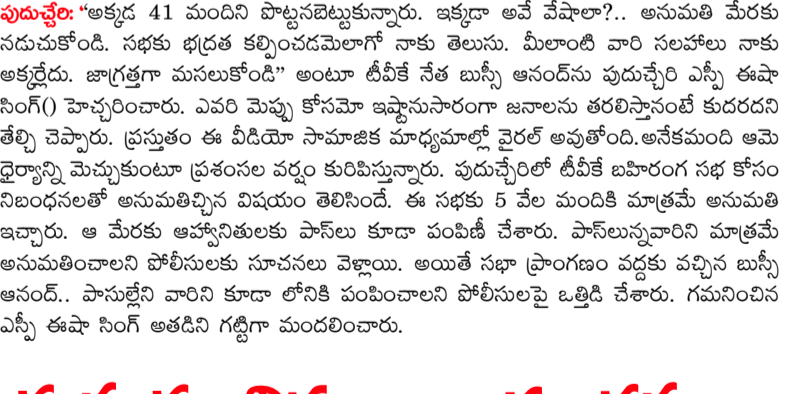 పుదుచ్చేరి: “అక్కడ 41 మందిని పొట్టనబెట్టుకున్నారు. ఇక్కడా అవే వేషాలా?.. అనుమతి మేరకు
నడుచుకోండి. సభకు భద్రత కల్పించడమెలాగో నాకు తెలుసు. మీలాంటి వారి సలహాలు నాకు
అక్కర్లేదు. జాగ్రత్తగా మసలుకోండి” అంటూ టీవీకే నేత బుస్సీ ఆనంద్‌ను పుదుచ్చేరి ఎస్పీ ఈషా
సింగ్() హెచ్చరించారు. ఎవరి మెప్పు కోసమో ఇష్టానుసారంగా జనాలను తరలిస్తానంటే కుదరదని
తేల్చి చెప్పారు. ప్రస్తుతం ఈ వీడియో సామాజిక మాధ్యమాల్లో వైరల్ అవుతోంది.అనేకమంది ఆమె
ధైర్యాన్ని మెచ్చుకుంటూ ప్రశంసల వర్షం కురిపిస్తున్నారు. పుదుచ్చేరిలో టీవీకే బహిరంగ సభ కోసం
నిబంధనలతో అనుమతిచ్చిన విషయం తెలిసిందే. ఈ సభకు 5 వేల మందికి మాత్రమే అనుమతి
ఇచ్చారు. ఆ మేరకు ఆహ్వానితులకు పాస్‌లు కూడా పంపిణీ చేశారు. పాస్‌లున్నవారిని మాత్రమే
అనుమతించాలని పోలీసులకు సూచనలు వెళ్లాయి. అయితే సభా ప్రాంగణం వద్దకు వచ్చిన బుస్సీ
ఆనంద్.. పాసుల్లేని వారిని కూడా లోనికి పంపించాలని పోలీసులపై ఒత్తిడి చేశారు. గమనించిన
ఎస్పీ ఈషా సింగ్ అతడిని గట్టిగా మందలించారు.